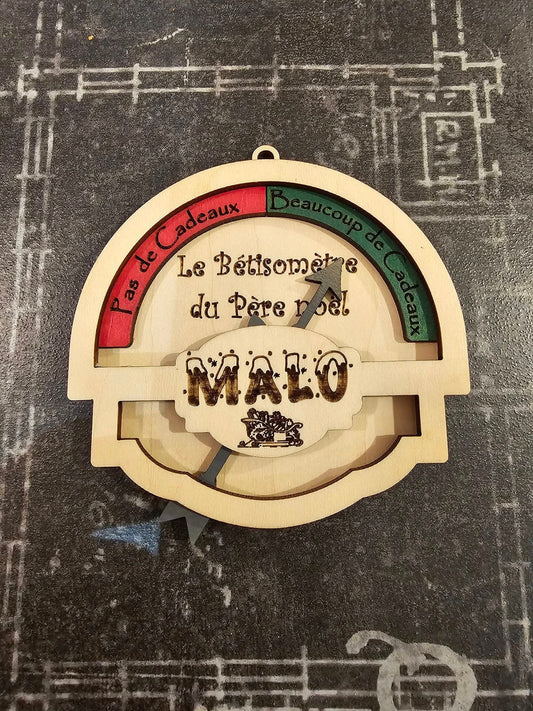 Pas de Cadeaux
Beaucoup de Cadeaux
Le Bétisomètre
du Père noël
MALO